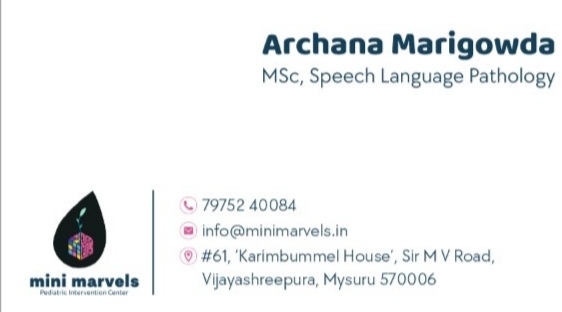 Archana Marigowda
MSc, Speech Language Pathology
79752 40084
info@minimarvels.in
#61, 'Karimbummel House', Sir M V Road,
Vijayashreepura, Mysuru 570006
mini marvels
Pediatric Intervention Center